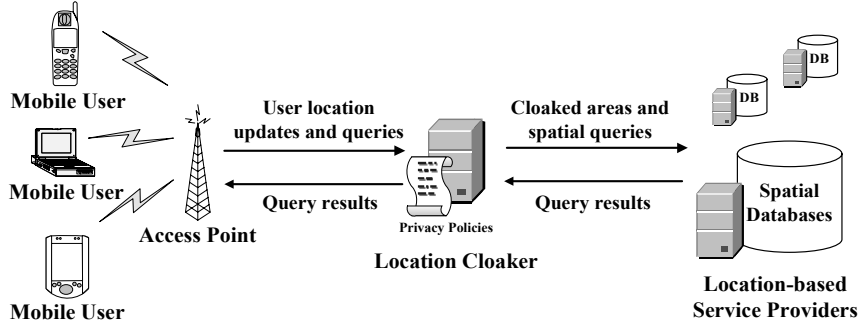 Mobile User
Mobile User
Mobile User
Access Point
User location
updates and queries
Query results
Privacy Policies
Location Cloaker
Cloaked areas and
spatial queries
Query results
DB
DB
Spatial
Databases
Location-based
Service Providers